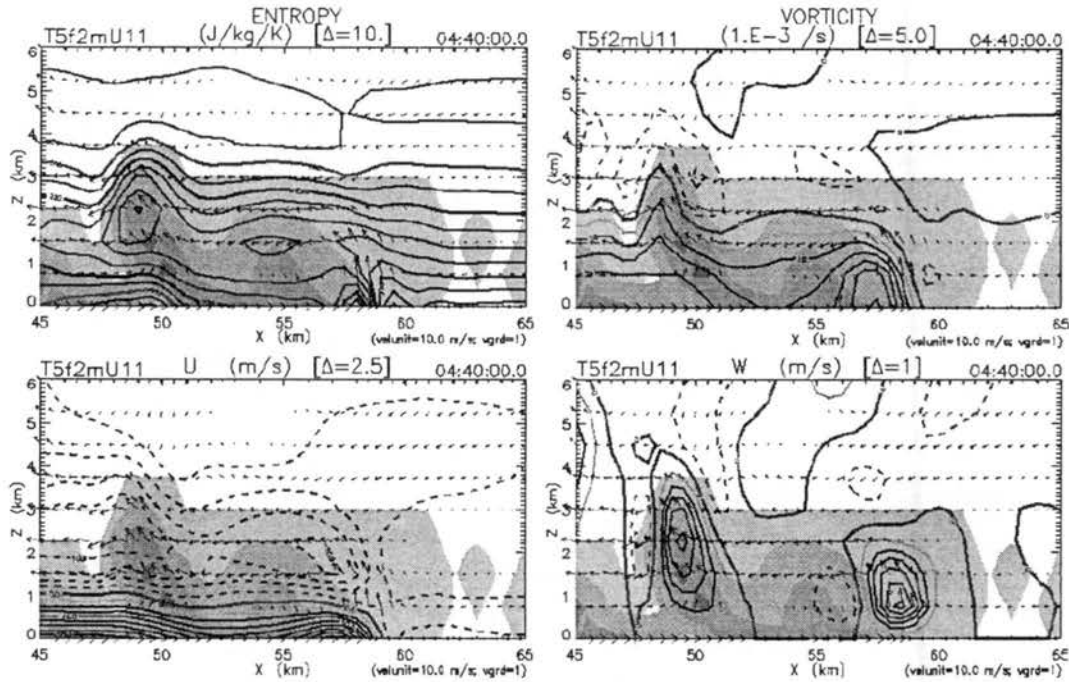 ENTROPY
T5f2mU11 (J/kg/K) [Δ=10.] 04:40:00.0
6
5
4
3
2
1
0
Z (km)
45 50 55 60 65
X (km)
(velunit=10.0 m/s; vgrd=1)
VORTICITY
T5f2mU11 (1.E-3 /s) [Δ=5.0] 04:40:00.0
6
5
4
3
2
1
0
Z (km)
45 50 55 60 65
X (km)
(velunit=10.0 m/s; vgrd=1)
T5f2mU11 U (m/s) [Δ=2.5] 04:40:00.0
6
5
4
3
2
1
0
Z (km)
45 50 55 60 65
X (km)
(velunit=10.0 m/s; vgrd=1)
T5f2mU11 W (m/s) [Δ=1] 04:40:00.0
6
5
4
3
2
1
0
Z (km)
45 50 55 60 65
X (km)
(velunit=10.0 m/s; vgrd=1)